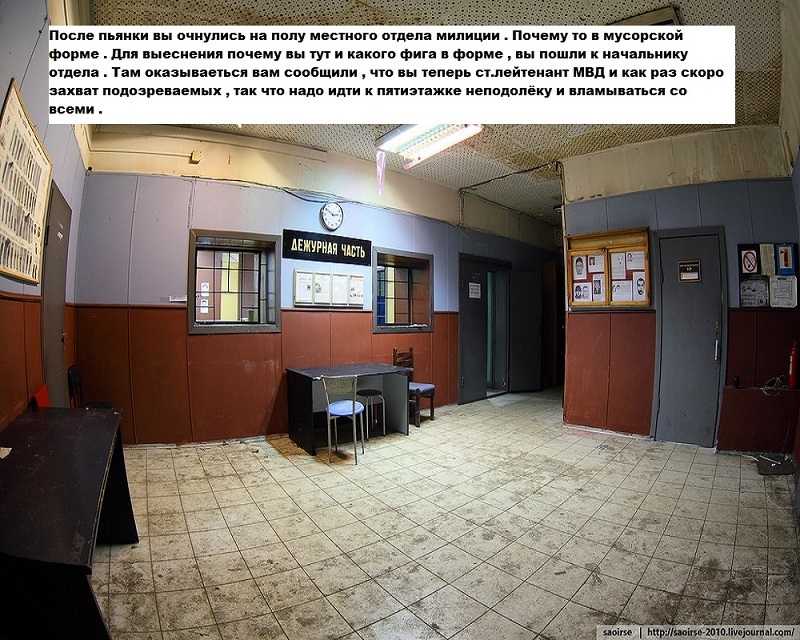 После пьянки вы очнулись на полу местного отдела милиции . Почему то в мусорской
форме . Для выеснения почему вы тут и какого фига в форме , вы пошли к начальнику
отдела . Там оказываеться вам сообщили , что вы теперь ст.лейтенант МВД и как раз скоро
захват подозреваемых , так что надо идти к пятиэтажке неподолёку и вламываться со
всеми .
ДЕЖУРНАЯ ЧАСТЬ
saoirse | http://saoirse-2010.livejournal.com/